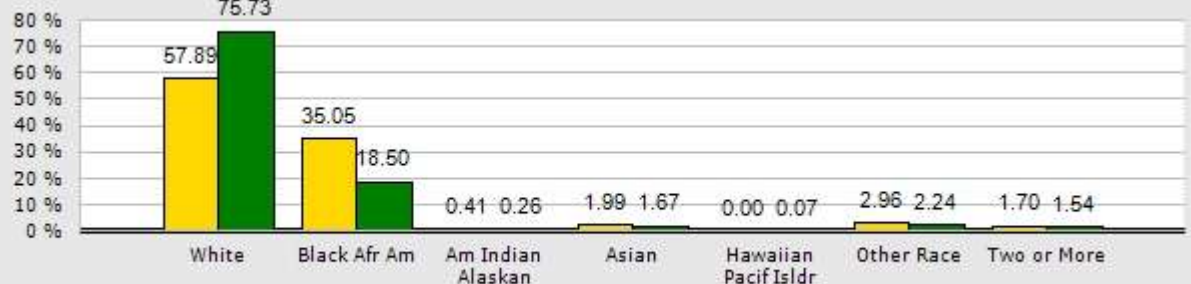 75.73
80 %
70 %
57.89
60 %
50 %
35.05
40 %
30 %
18.50
20 %
0.41 0.26
1.99 1.67
0.00 0.07
2.96 2.24
1.70 1.54
10 %
0 %
White
Black Afr Am
Am Indian
Alaskan
Asian
Hawaiian
Pacif Isldr
Other Race
Two or More